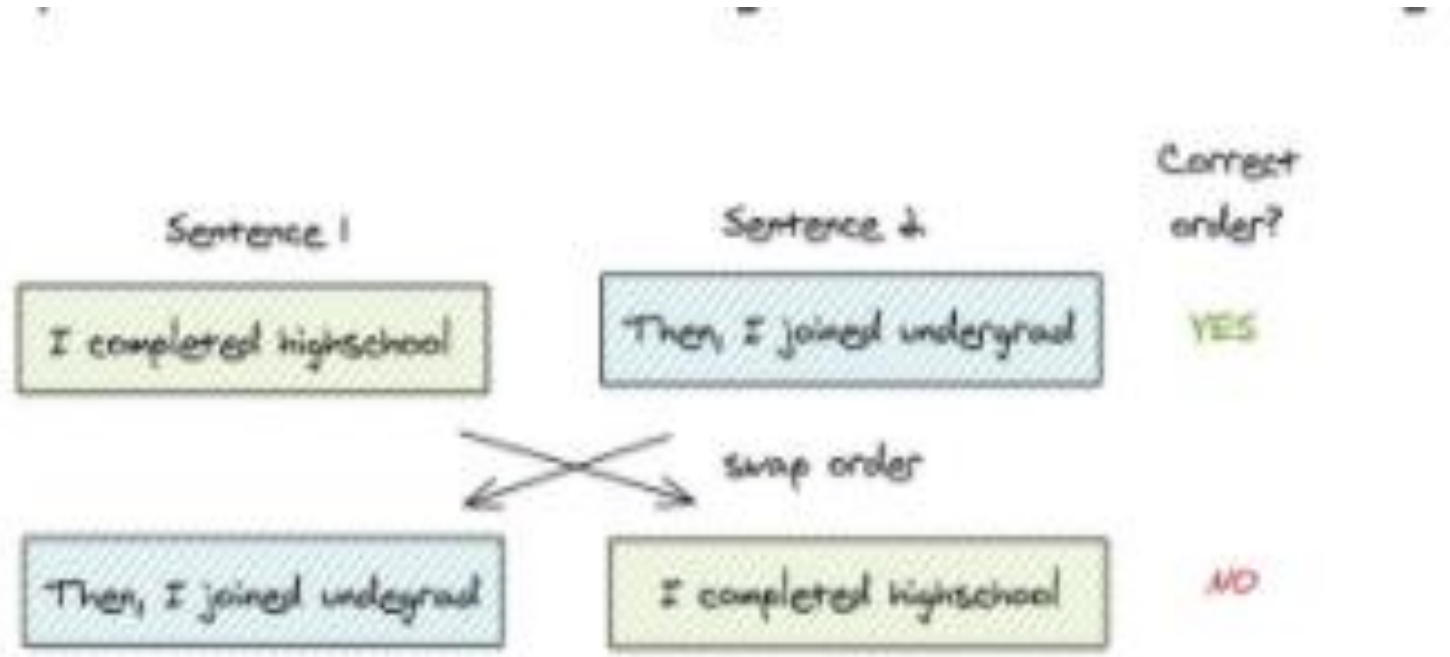 Correct
Sentence 1 Sentence 2 order?
I completed highschool Then, I joined undergrad YES
swap order
Then, I joined undegrad I completed highschool NO